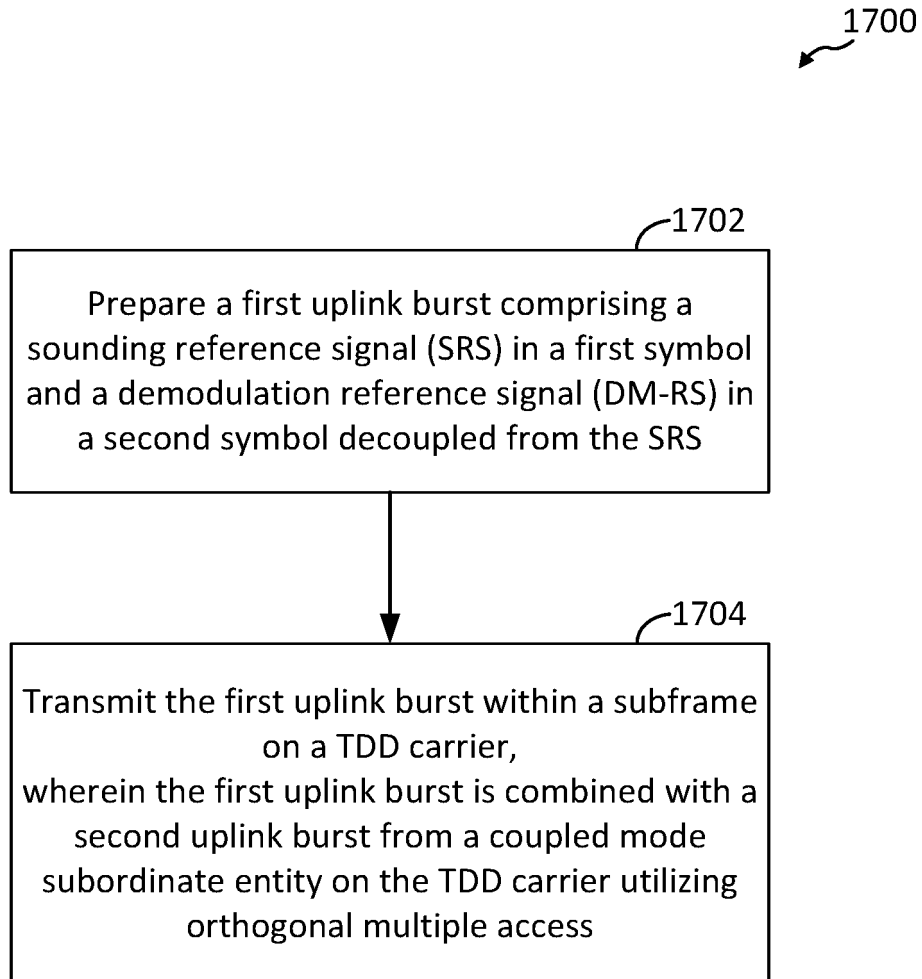 1700
1702
Prepare a first uplink burst comprising a
sounding reference signal (SRS) in a first symbol
and a demodulation reference signal (DM-RS) in
a second symbol decoupled from the SRS
1704
Transmit the first uplink burst within a subframe
on a TDD carrier,
wherein the first uplink burst is combined with a
second uplink burst from a coupled mode
subordinate entity on the TDD carrier utilizing
orthogonal multiple access